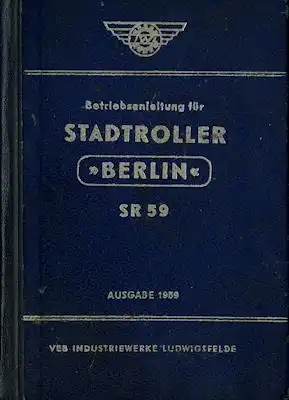 Betriebsanleitung für
STADTROLLER
»BERLIN«
SR 59
AUSGABE 1959
VEB INDUSTRIEWERKE LUDWIGSFELDE